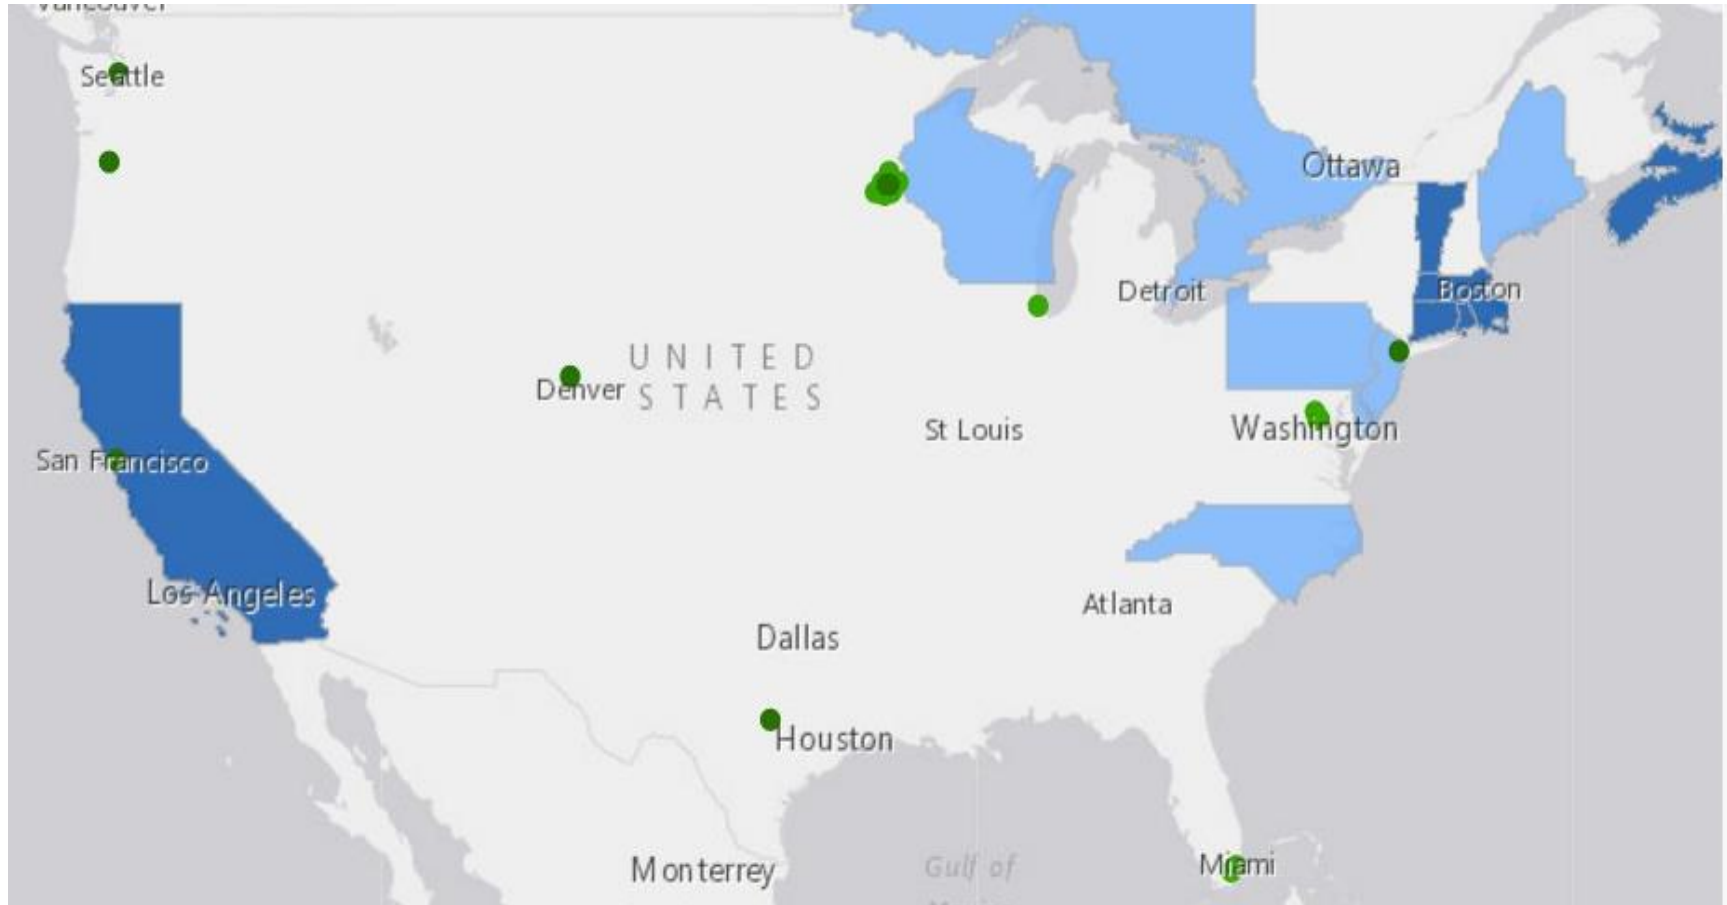 Vancouver
Seattle
Ottawa
Detroit
Boston
UNITED
STATES
Denver
St Louis
Washington
San Francisco
Los Angeles
Atlanta
Dallas
Houston
Monterrey
Gulf of
Miami